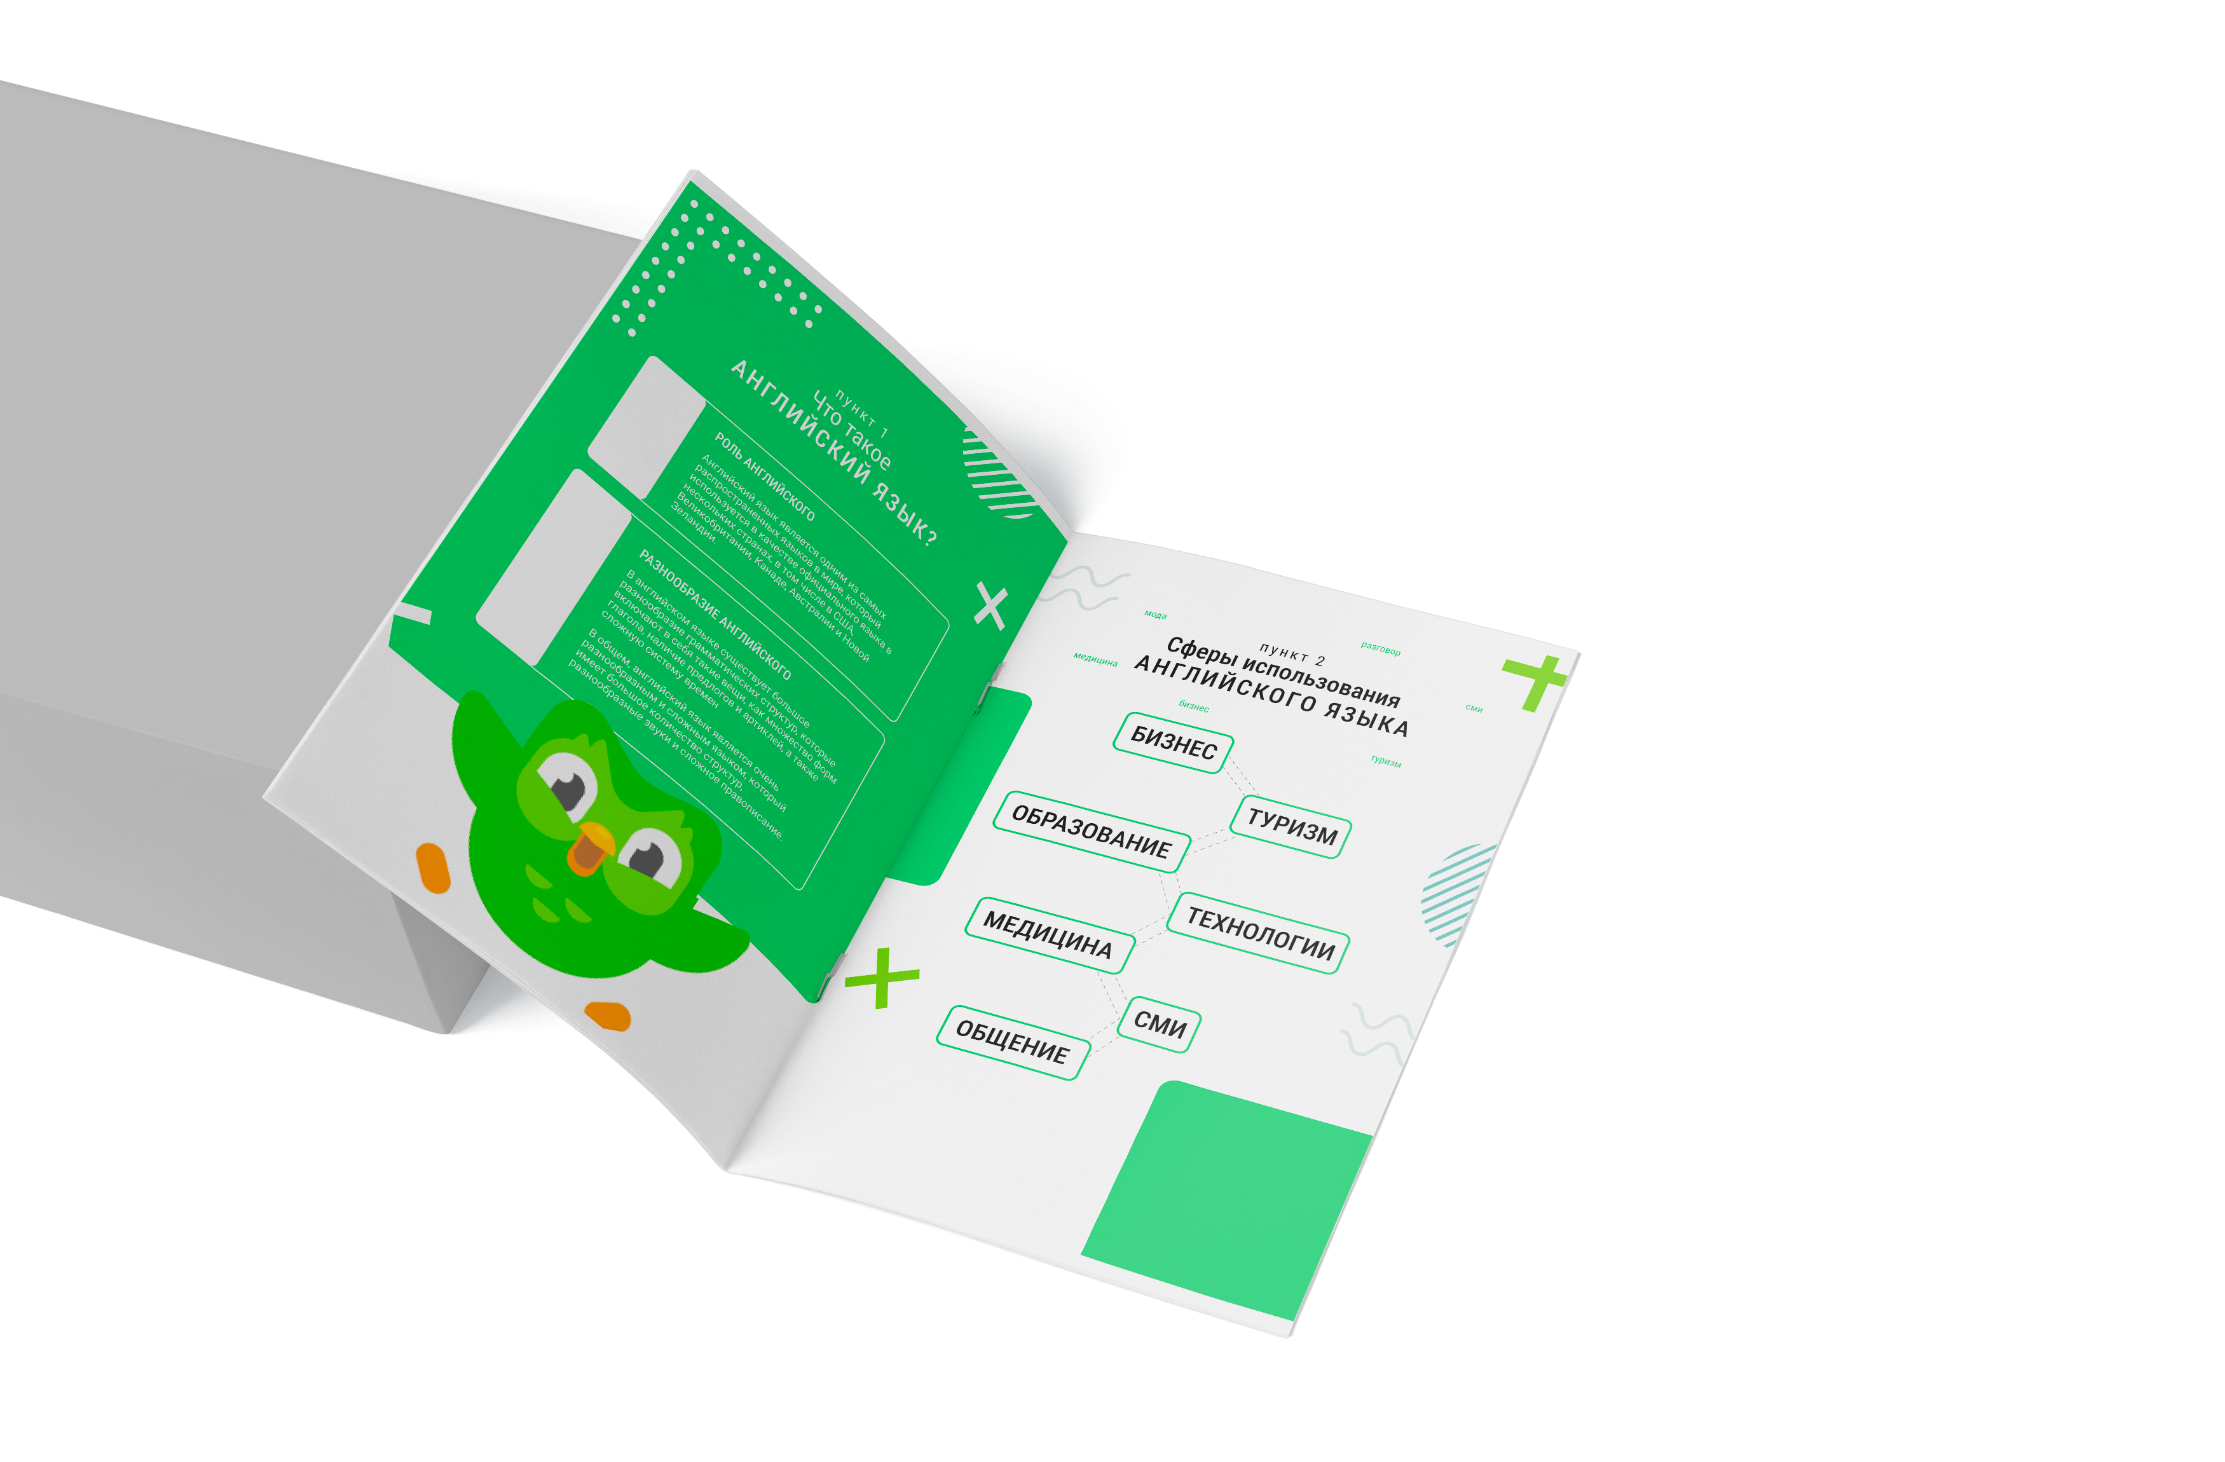 пункт 1
Что такое
АНГЛИЙСКИЙ ЯЗЫК?
РОЛЬ АНГЛИЙСКОГО
Английский язык является одним из самых
распространенных языков в мире, который
используется в качестве официального языка в
нескольких странах, в том числе в США,
Великобритании, Канаде, Австралии и Новой
Зеландии.
РАЗНООБРАЗИЕ АНГЛИЙСКОГО
В английском языке существует большое
разнообразие грамматических структур, которые
включают в себя такие вещи, как множество форм
глагола, наличие предлогов и артиклей, а также
сложную систему времен
В общем, английский язык является очень
разнообразным и сложным языком, который
имеет большое количество структур,
разнообразные звуки и сложное правописание.
мода
пункт 2
разговор
Сферы использования
медицина
АНГЛИЙСКОГО ЯЗЫКА
бизнес
сми
туризм
БИЗНЕС
ТУРИЗМ
ОБРАЗОВАНИЕ
ТЕХНОЛОГИИ
МЕДИЦИНА
СМИ
ОБЩЕНИЕ